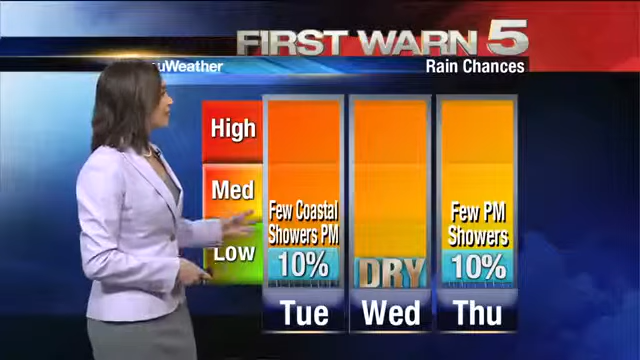 FIRST WARN 5
uWeather
Rain Chances
High
Med
Low
Few Coastal
Showers PM
10%
Tue
DRY
Wed
Few PM
Showers
10%
Thu